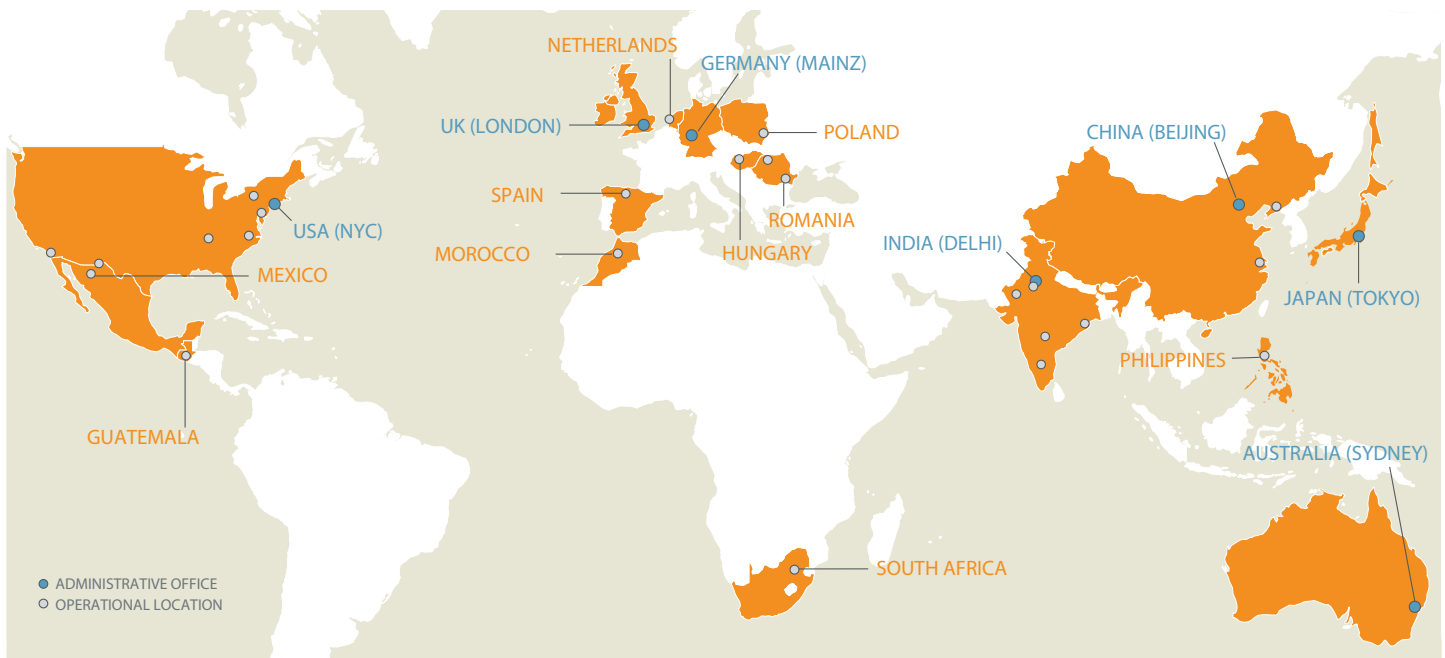 NETHERLANDS
GERMANY (MAINZ)
UK (LONDON)
POLAND
CHINA (BEIJING)
SPAIN
ROMANIA
USA (NYC)
MOROCCO
HUNGARY
INDIA (DELHI)
MEXICO
JAPAN (TOKYO)
PHILIPPINES
GUATEMALA
AUSTRALIA (SYDNEY)
SOUTH AFRICA
ADMINISTRATIVE OFFICE
OPERATIONAL LOCATION